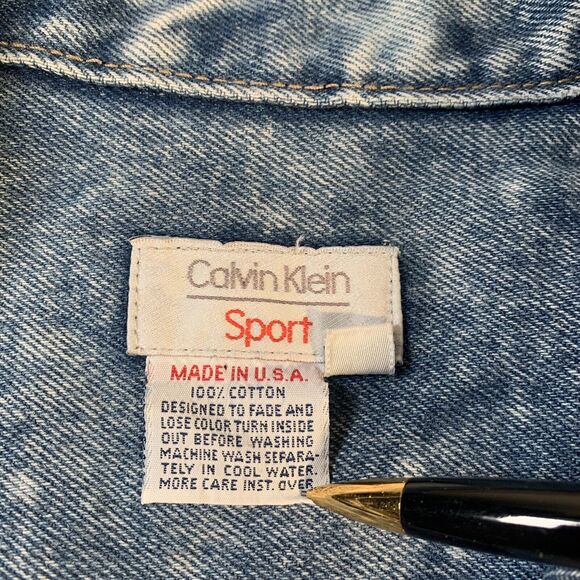 Calvin Klein
Sport
MADE IN U.S.A.
100% COTTON
DESIGNED TO FADE AND
LOSE COLOR TURN INSIDE
OUT BEFORE WASHING
MACHINE WASH SEPARA-
TELY IN COOL WATER.
MORE CARE INST. OVER